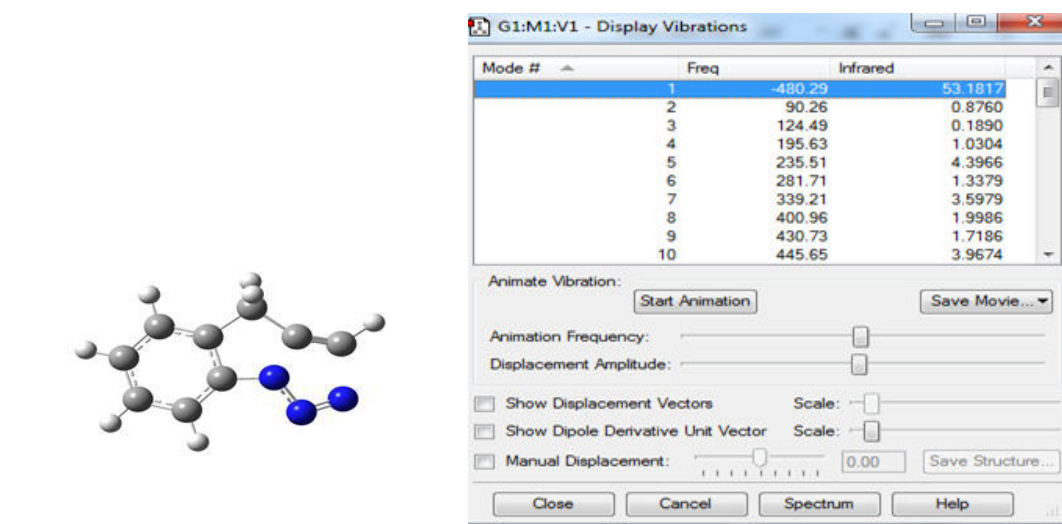 G1:M1:V1 - Display Vibrations
Mode # Freq Infrared
1 -480.29 53.1817
2 90.26 0.8760
3 124.49 0.1890
4 195.63 1.0304
5 235.51 4.3966
6 281.71 1.3379
7 339.21 3.5979
8 400.96 1.9986
9 430.73 1.7186
10 445.65 3.9674
Animate Vibration:
Start Animation Save Movie...
Animation Frequency:
Displacement Amplitude:
Show Displacement Vectors Scale:
Show Dipole Derivative Unit Vector Scale:
Manual Displacement: 0.00 Save Structure...
Close Cancel Spectrum Help